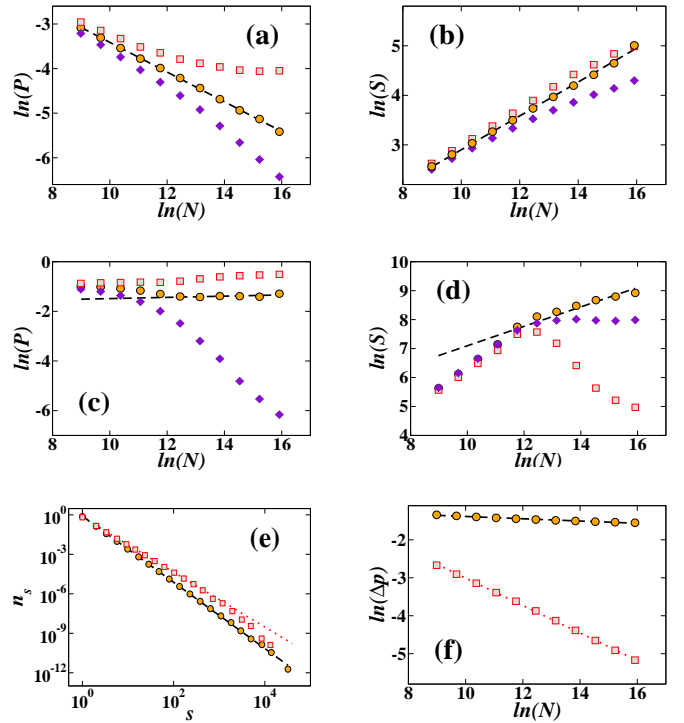 (a)
ln(P)
-3
-4
-5
-6
8 10 12 14 16
ln(N)
(b)
ln(S)
5
4
3
8 10 12 14 16
ln(N)
(c)
ln(P)
0
-2
-4
-6
8 10 12 14 16
ln(N)
(d)
ln(S)
10
9
8
7
6
5
4
8 10 12 14 16
ln(N)
(e)
n_s
10^0
10^-3
10^-6
10^-9
10^-12
10^0 10^2 10^4
s
(f)
ln(Δp)
-2
-3
-4
-5
8 10 12 14 16
ln(N)